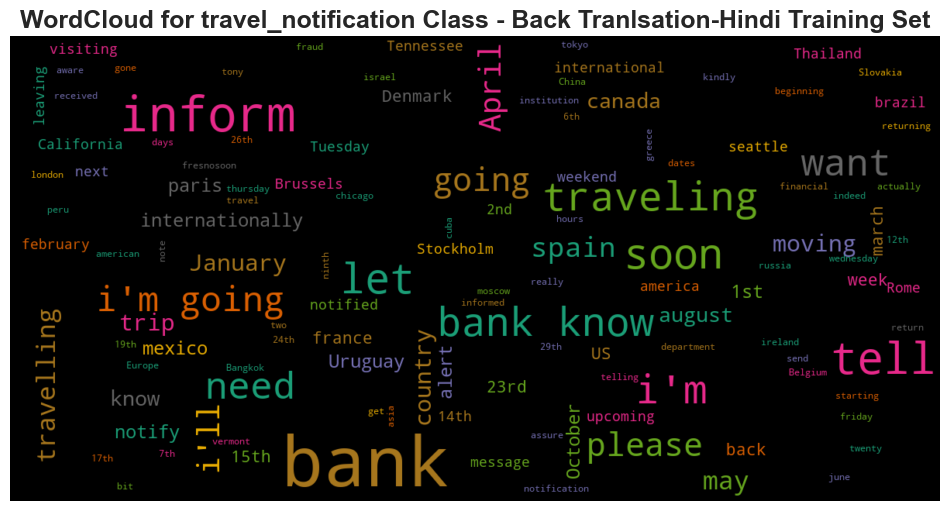 WordCloud for travel_notification Class - Back Tranlsation-Hindi Training Set
visiting
fraud
Tennessee
tokyo
Thailand
aware
gone
tony
israel
April
international
China
kindly
Slovakia
leaving
received
inform
Denmark
institution
canada
beginning
brazil
6th
returning
California
days
26th
Tuesday
greece
seattle
want
fresnosoon
dates
london
next
paris
thursday
Brussels
going
weekend
traveling
financial
actually
travel
chicago
2nd
indeed
peru
internationally
hours
march
12th
february
american
note
cuba
Stockholm
spain
soon
moving
wednesday
January
ninth
let
really
russia
week
Rome
i'm going
notified
moscow
informed
america
1st
trip
two
bank know
august
return
travelling
19th
mexico
24th
france
country
29th
US
department
ireland
Europe
Bangkok
Uruguay
alert
send
tell
need
23rd
telling
i'm
Belgium
know
get
asia
14th
upcoming
starting
notify
i'll
vermont
October
assure
please
back
friday
17th
7th
15th
bank
message
twenty
bit
notification
may
june